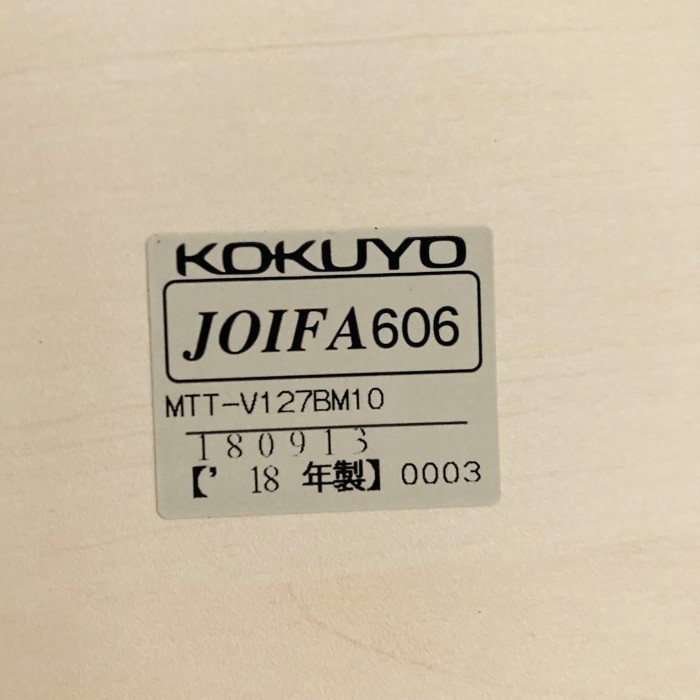 KOKUYO
JOIFA606
MTT-V127BM10
180913
【’ 18 年製】 0003